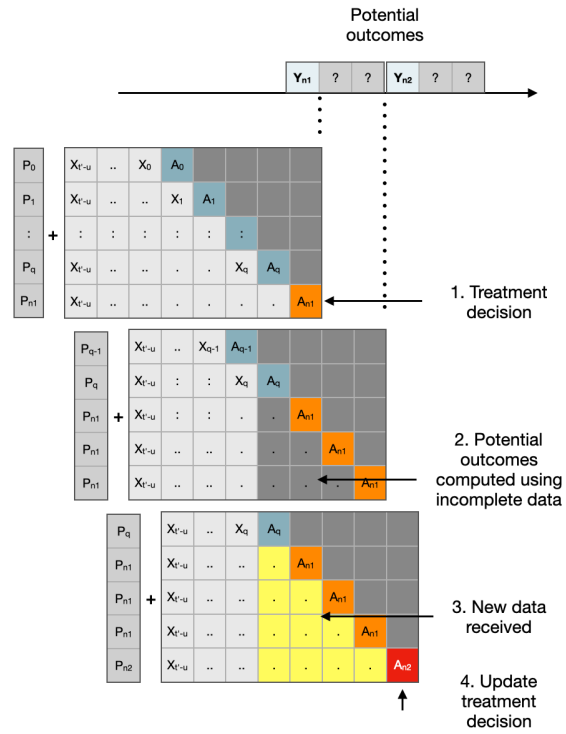 Potential
outcomes
Yn1 ? ? Yn2 ? ?
P0 Xt'-u .. X0 A0
P1 Xt'-u .. .. X1 A1
: + : : : : : :
Pq Xt'-u .. .. . . Xq Aq
Pn1 Xt'-u .. .. . . . . An1
1. Treatment
decision
Pq-1 Xt'-u .. Xq-1 Aq-1
Pq Xt'-u : : Xq Aq
Pn1 + Xt'-u : : . . An1
Pn1 Xt'-u .. .. . . . An1
Pn1 Xt'-u .. .. . . . . An1
2. Potential
outcomes
computed using
incomplete data
Pq Xt'-u .. Xq Aq
Pn1 Xt'-u .. .. . An1
Pn1 + Xt'-u .. .. . . An1
Pn1 Xt'-u .. .. . . . An1
Pn2 Xt'-u .. .. . . . . An2
3. New data
received
4. Update
treatment
decision